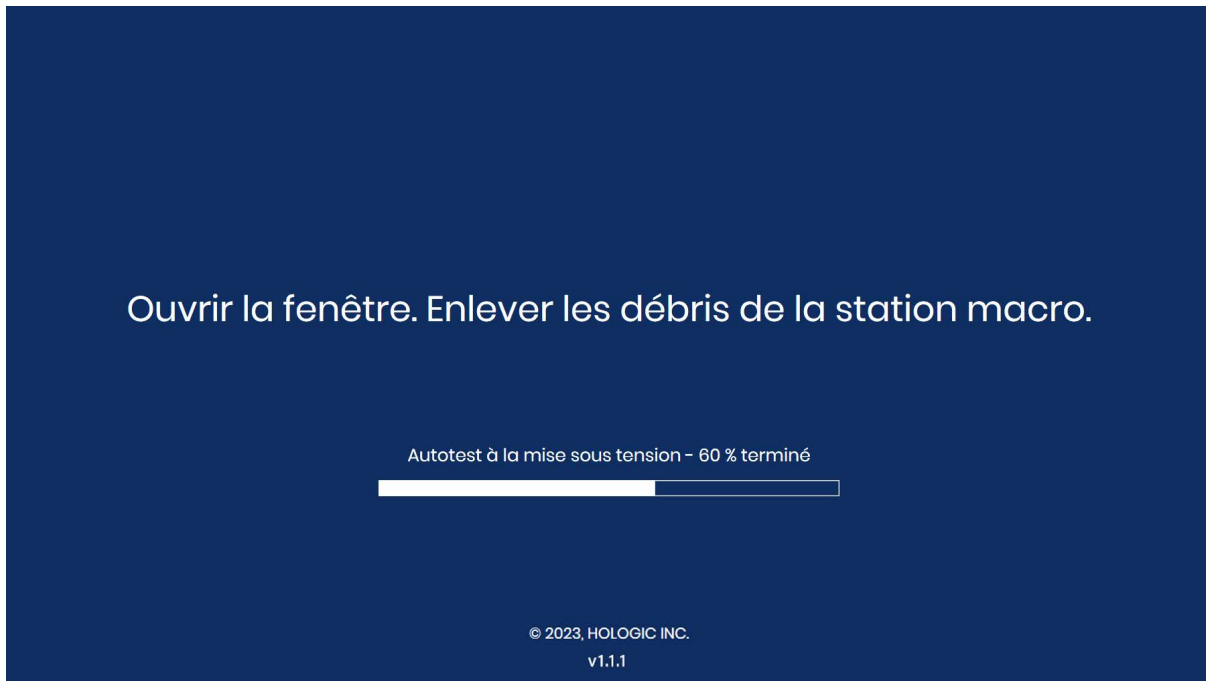 Ouvrir la fenêtre. Enlever les débris de la station macro.
Autotest à la mise sous tension - 60 % terminé
© 2023, HOLOGIC INC.
v1.1.1